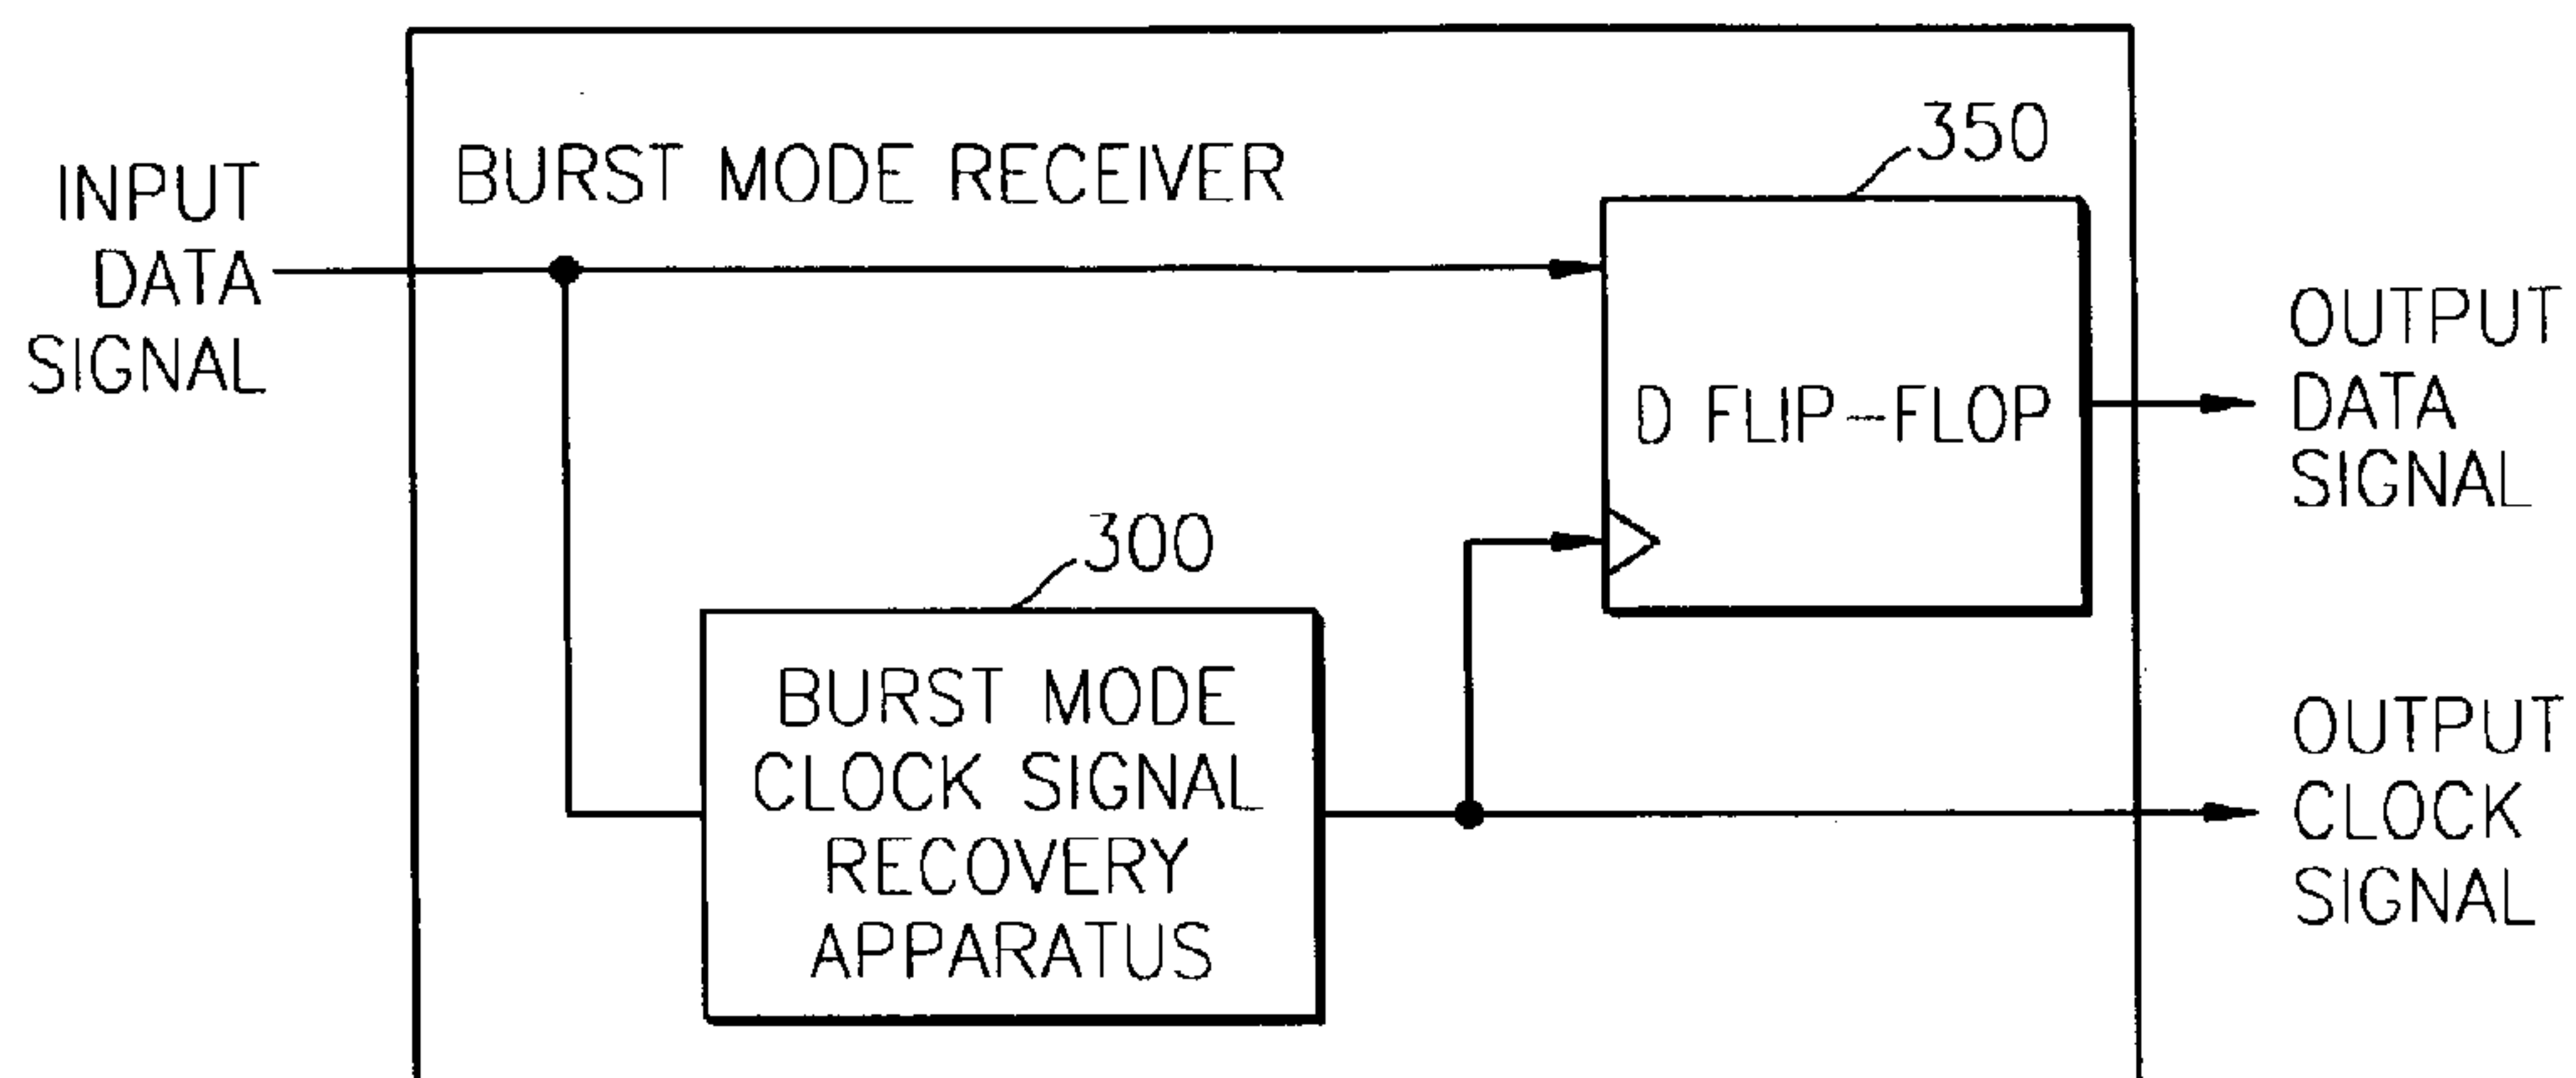 INPUT
DATA
SIGNAL
BURST MODE RECEIVER
350
D FLIP-FLOP
OUTPUT
DATA
SIGNAL
300
BURST MODE
CLOCK SIGNAL
RECOVERY
APPARATUS
OUTPUT
CLOCK
SIGNAL